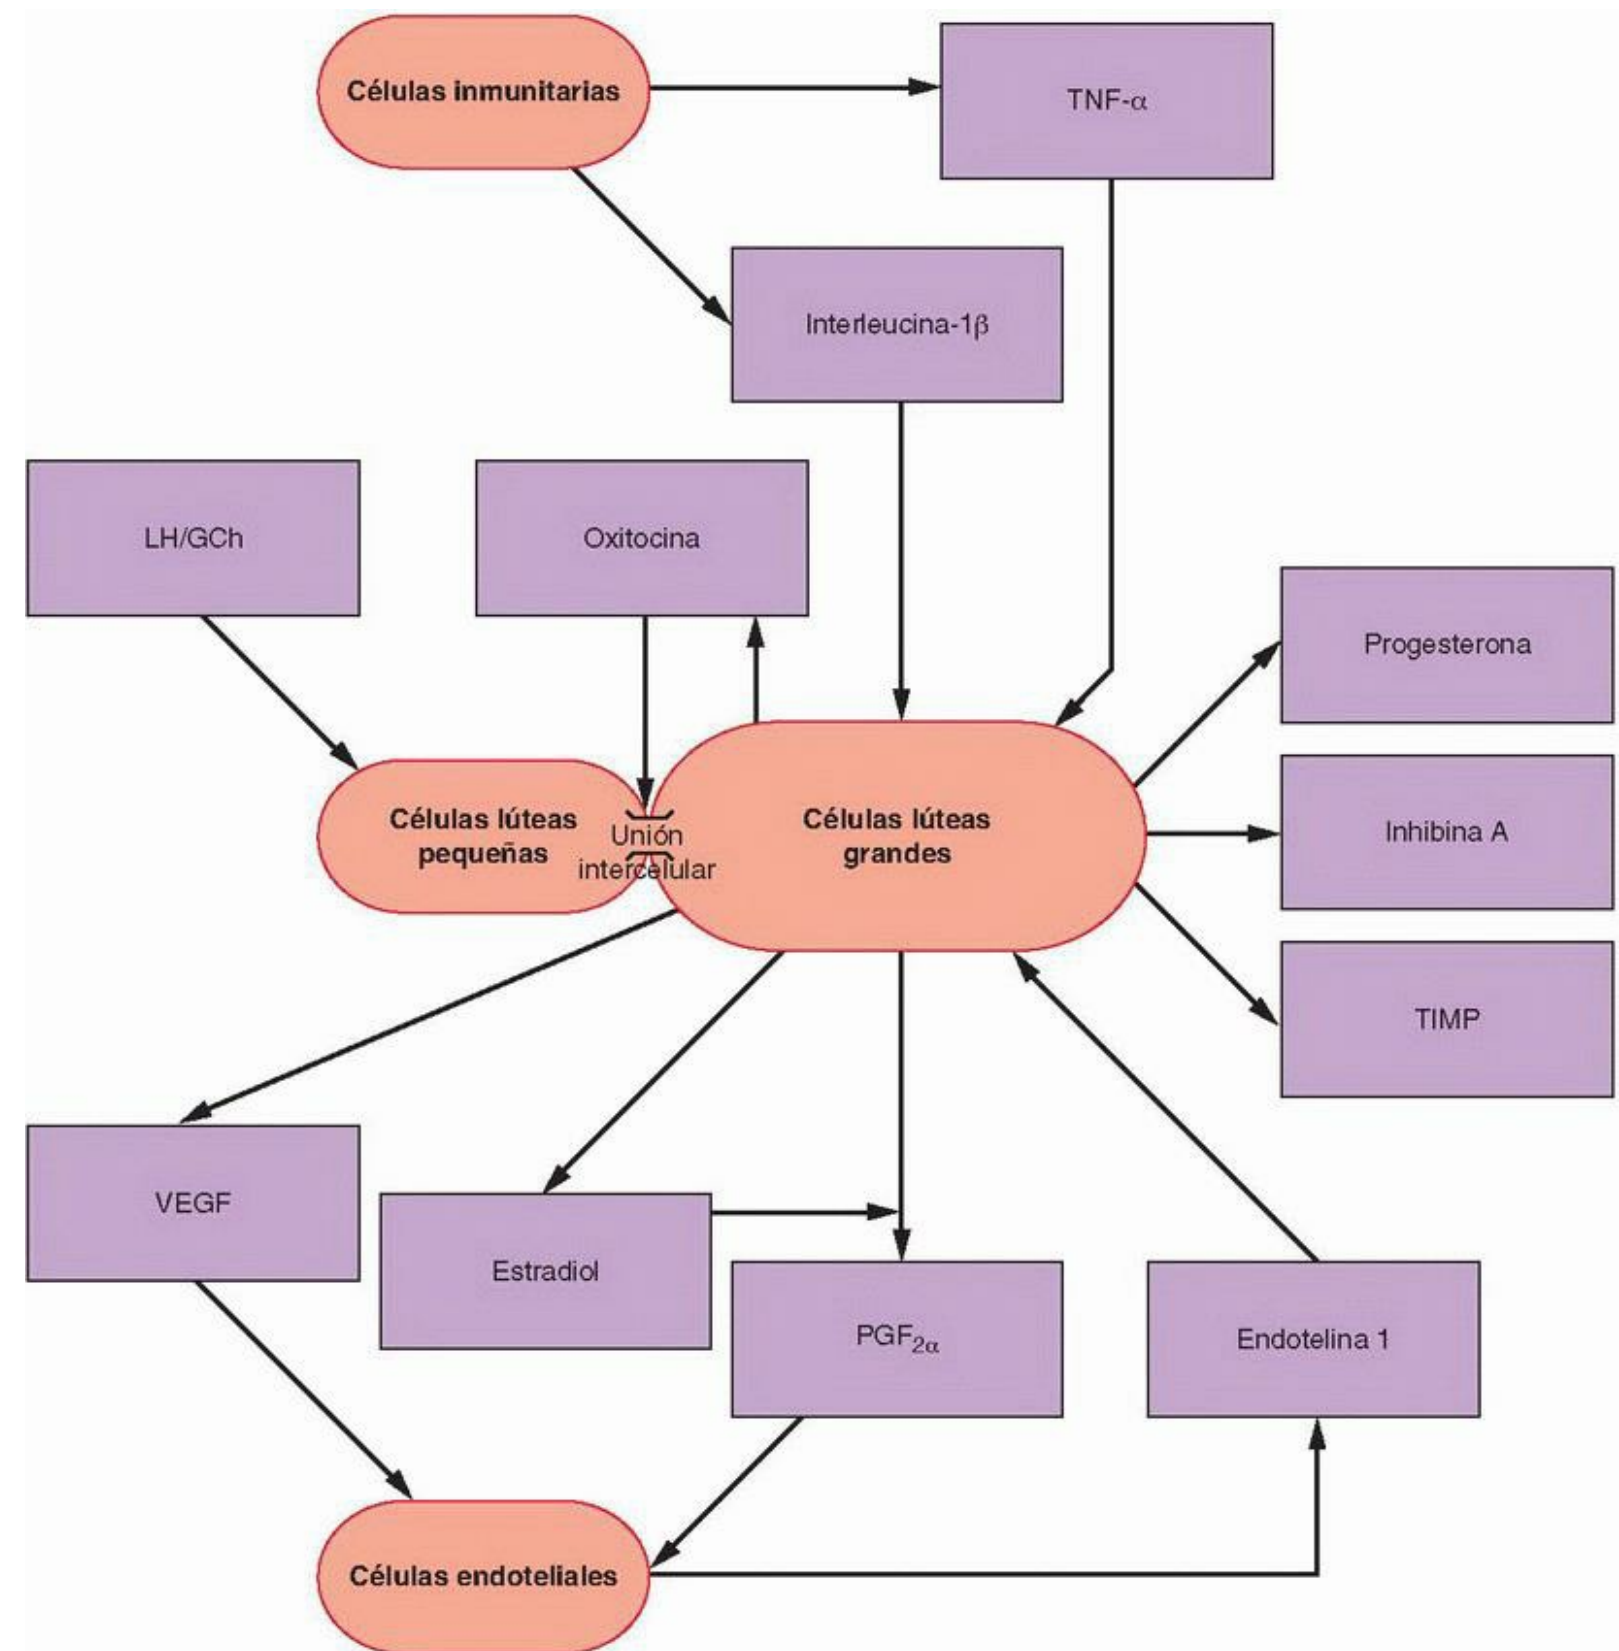 Células inmunitarias
TNF-α
Interleucina-1β
LH/GCh
Oxitocina
Progesterona
Células lúteas
pequeñas
Unión
intercelular
Células lúteas
grandes
Inhibina A
TIMP
VEGF
Estradiol
PGF2α
Endotelina 1
Células endoteliales